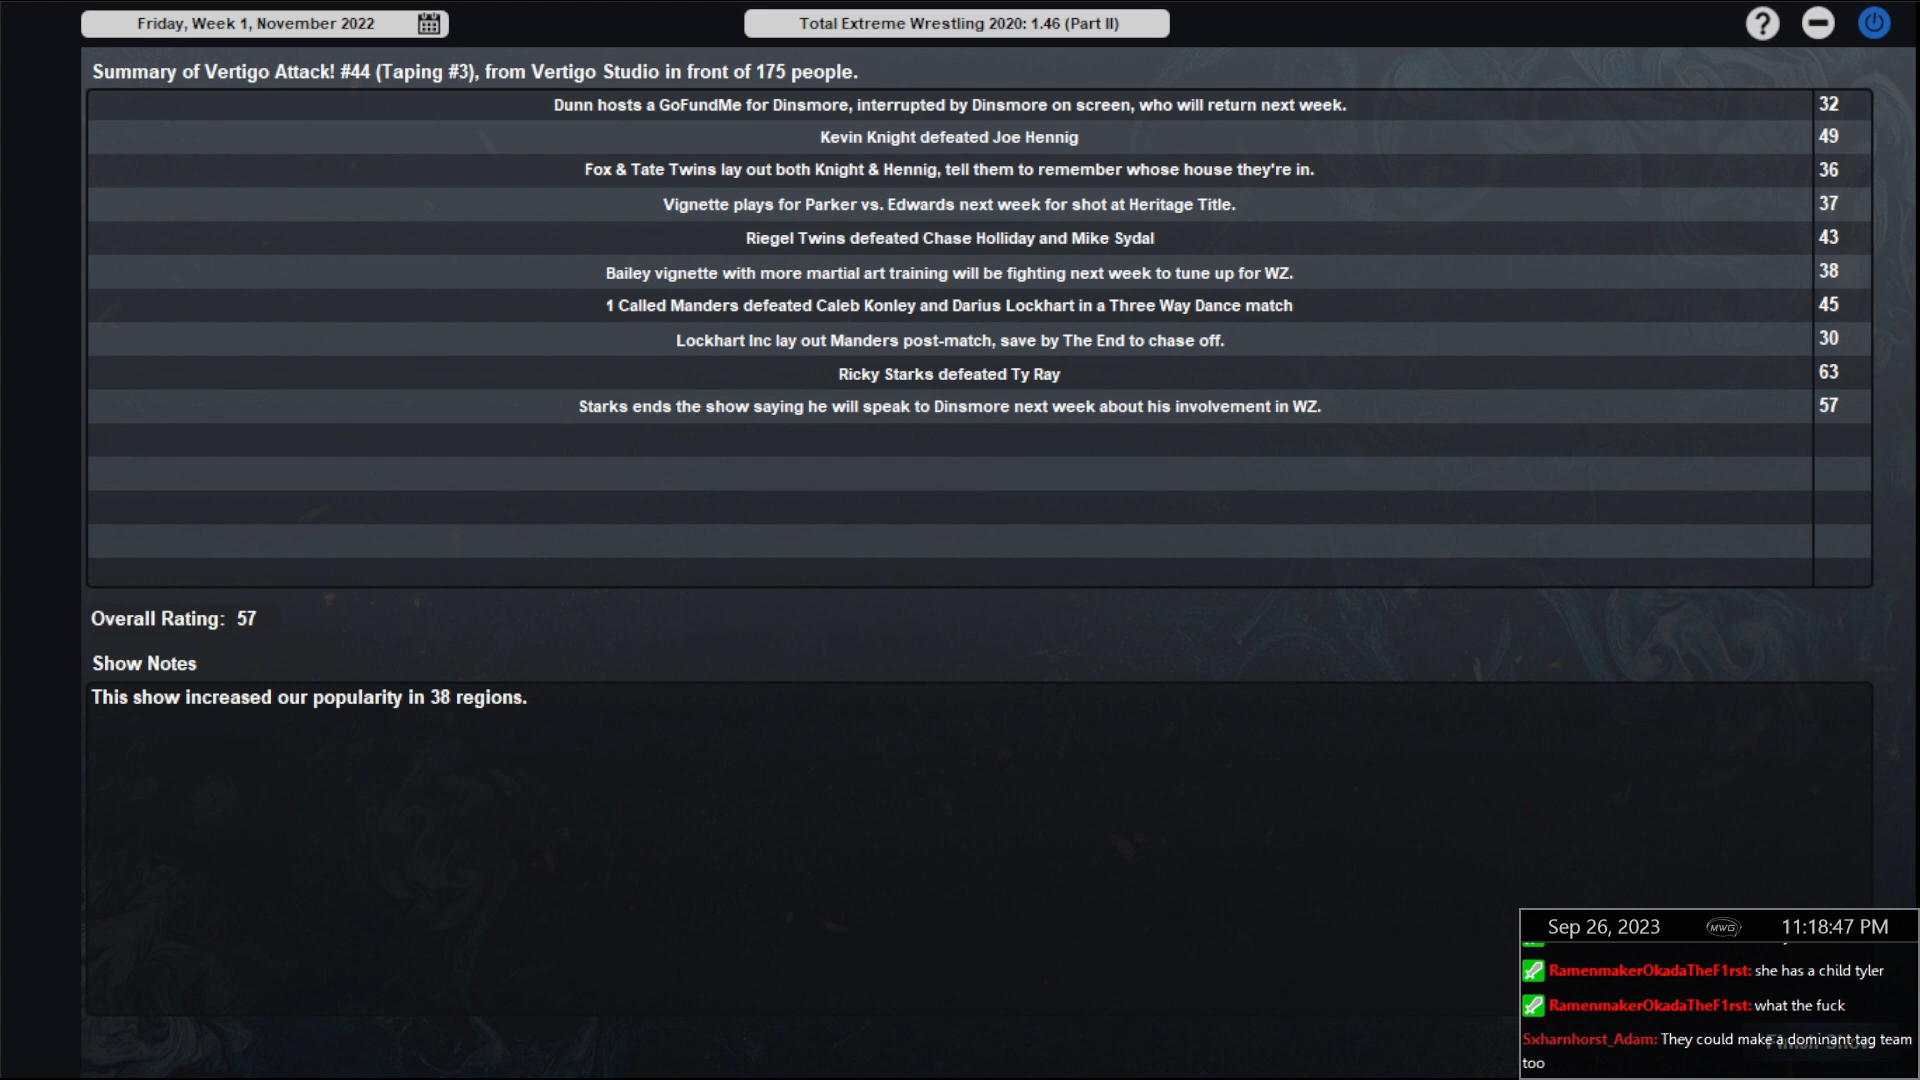 Friday, Week 1, November 2022
Total Extreme Wrestling 2020: 1.46 (Part II)
?
Summary of Vertigo Attack! #44 (Taping #3), from Vertigo Studio in front of 175 people.
Dunn hosts a GoFundMe for Dinsmore, interrupted by Dinsmore on screen, who will return next week. 32
Kevin Knight defeated Joe Hennig 49
Fox & Tate Twins lay out both Knight & Hennig, tell them to remember whose house they're in. 36
Vignette plays for Parker vs. Edwards next week for shot at Heritage Title. 37
Riegel Twins defeated Chase Holliday and Mike Sydal 43
Bailey vignette with more martial art training will be fighting next week to tune up for WZ. 38
1 Called Manders defeated Caleb Konley and Darius Lockhart in a Three Way Dance match 45
Lockhart Inc lay out Manders post-match, save by The End to chase off. 30
Ricky Starks defeated Ty Ray 63
Starks ends the show saying he will speak to Dinsmore next week about his involvement in WZ. 57
Overall Rating: 57
Show Notes
This show increased our popularity in 38 regions.
Sep 26, 2023 MWG 11:18:47 PM
RamenmakerOkadaTheF1rst: she has a child tyler
RamenmakerOkadaTheF1rst: what the fuck
Sxharnhorst_Adam: They could make a dominant tag team
too